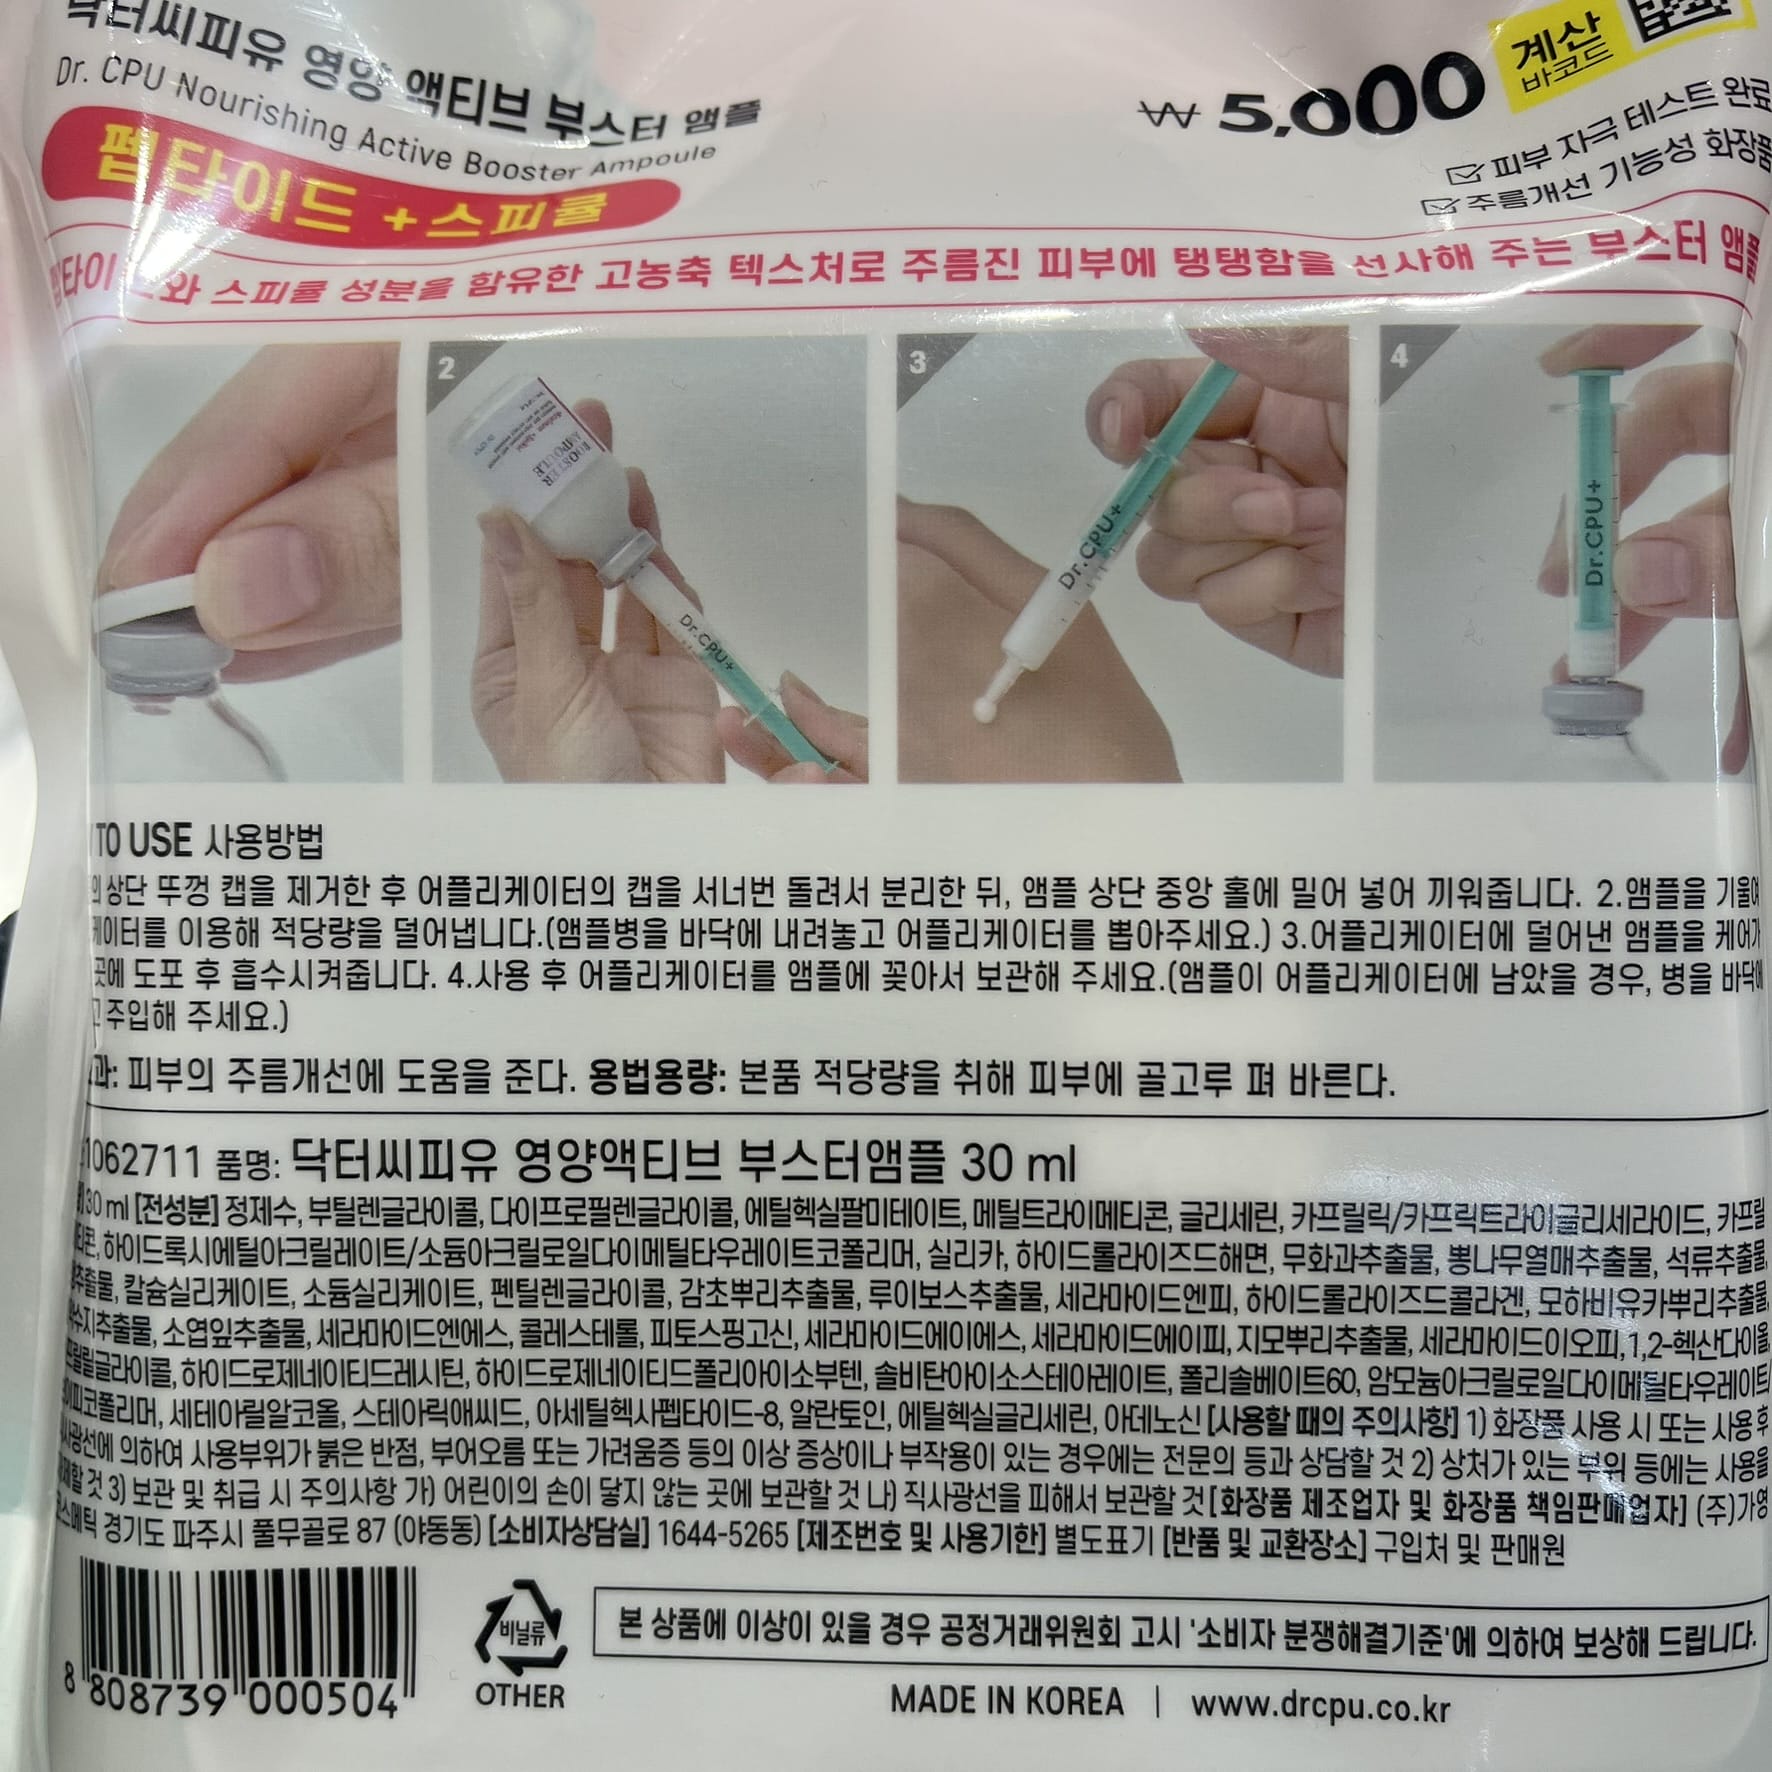 닥터씨피유 영양 액티브 부스터 앰플
Dr. CPU Nourishing Active Booster Ampoule
펩타이드 + 스피큘
₩ 5,000
계산
바코드
피부 자극 테스트 완료
주름개선 기능성 화장품
와 스피큘 성분을 함유한 고농축 텍스처로 주름진 피부에 탱탱함을 선사해 주는 부스터 앰플
2
BOOSTER
AMPOULE
Dr.CPU+
3
Dr.CPU+
4
Dr.CPU+
TO USE 사용방법
상단 뚜껑 캡을 제거한 후 어플리케이터의 캡을 서너번 돌려서 분리한 뒤, 앰플 상단 중앙 홀에 밀어 넣어 끼워줍니다. 2.앰플을 기울여
케이터를 이용해 적당량을 덜어냅니다.(앰플병을 바닥에 내려놓고 어플리케이터를 뽑아주세요.) 3.어플리케이터에 덜어낸 앰플을 케어가
곳에 도포 후 흡수시켜줍니다. 4.사용 후 어플리케이터를 앰플에 꽂아서 보관해 주세요.(앰플이 어플리케이터에 남았을 경우, 병을 바닥에
고 주입해 주세요.)
과: 피부의 주름개선에 도움을 준다. 용법용량: 본품 적당량을 취해 피부에 골고루 펴 바른다.
1062711 품명: 닥터씨피유 영양액티브 부스터앰플 30 ml
30 ml [전성분] 정제수, 부틸렌글라이콜, 다이프로필렌글라이콜, 에틸헥실팔미테이트, 메틸트라이메티콘, 글리세린, 카프릴릭/카프릭트라이글리세라이드, 카프릴
티콘, 하이드록시에틸아크릴레이트/소듐아크릴로일다이메틸타우레이트코폴리머, 실리카, 하이드롤라이즈드해면, 무화과추출물, 뽕나무열매추출물, 석류추출물,
추출물, 칼슘실리케이트, 소듐실리케이트, 펜틸렌글라이콜, 감초뿌리추출물, 루이보스추출물, 세라마이드엔피, 하이드롤라이즈드콜라겐, 모하비유카뿌리추출물,
수지추출물, 소엽잎추출물, 세라마이드엔에스, 콜레스테롤, 피토스핑고신, 세라마이드에이에스, 세라마이드에이피, 지모뿌리추출물, 세라마이드이오피, 1,2-헥산다이올,
프릴릴글라이콜, 하이드로제네이티드레시틴, 하이드로제네이티드폴리아이소부텐, 솔비탄아이소스테아레이트, 폴리솔베이트60, 암모늄아크릴로일다이메틸타우레이트/
브이피코폴리머, 세테아릴알코올, 스테아릭애씨드, 아세틸헥사펩타이드-8, 알란토인, 에틸헥실글리세린, 아데노신 [사용할 때의 주의사항] 1) 화장품 사용 시 또는 사용 후
직사광선에 의하여 사용부위가 붉은 반점, 부어오름 또는 가려움증 등의 이상 증상이나 부작용이 있는 경우에는 전문의 등과 상담할 것 2) 상처가 있는 부위 등에는 사용을
자제할 것 3) 보관 및 취급 시 주의사항 가) 어린이의 손이 닿지 않는 곳에 보관할 것 나) 직사광선을 피해서 보관할 것 [화장품 제조업자 및 화장품 책임판매업자] (주)가영
코스메틱 경기도 파주시 풀무골로 87 (야동동) [소비자상담실] 1644-5265 [제조번호 및 사용기한] 별도표기 [반품 및 교환장소] 구입처 및 판매원
8 808739 000504
비닐류
OTHER
본 상품에 이상이 있을 경우 공정거래위원회 고시 '소비자 분쟁해결기준'에 의하여 보상해 드립니다.
MADE IN KOREA | www.drcpu.co.kr